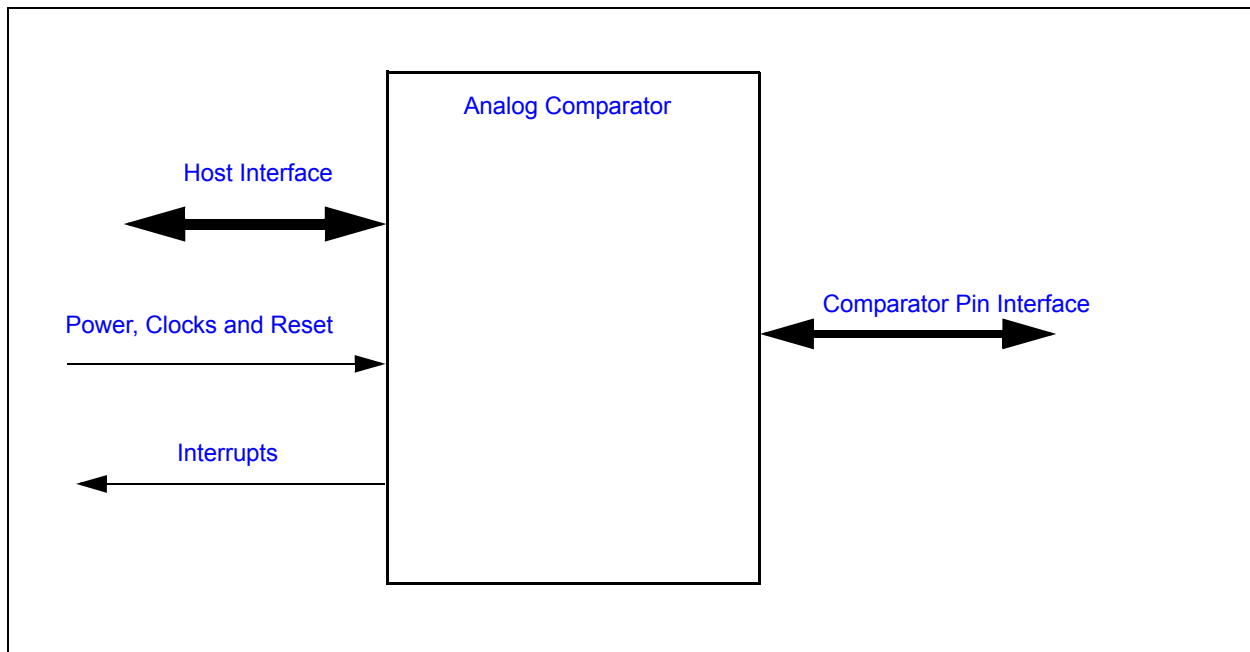 Analog Comparator
Host Interface
Power, Clocks and Reset
Comparator Pin Interface
Interrupts